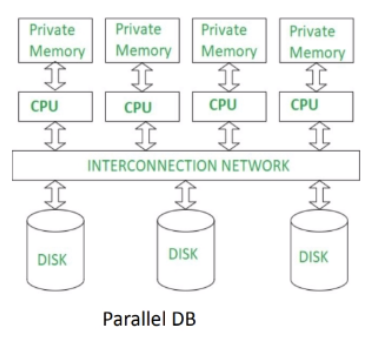 Private Memory
Private Memory
Private Memory
Private Memory
CPU
CPU
CPU
CPU
INTERCONNECTION NETWORK
DISK
DISK
DISK
Parallel DB